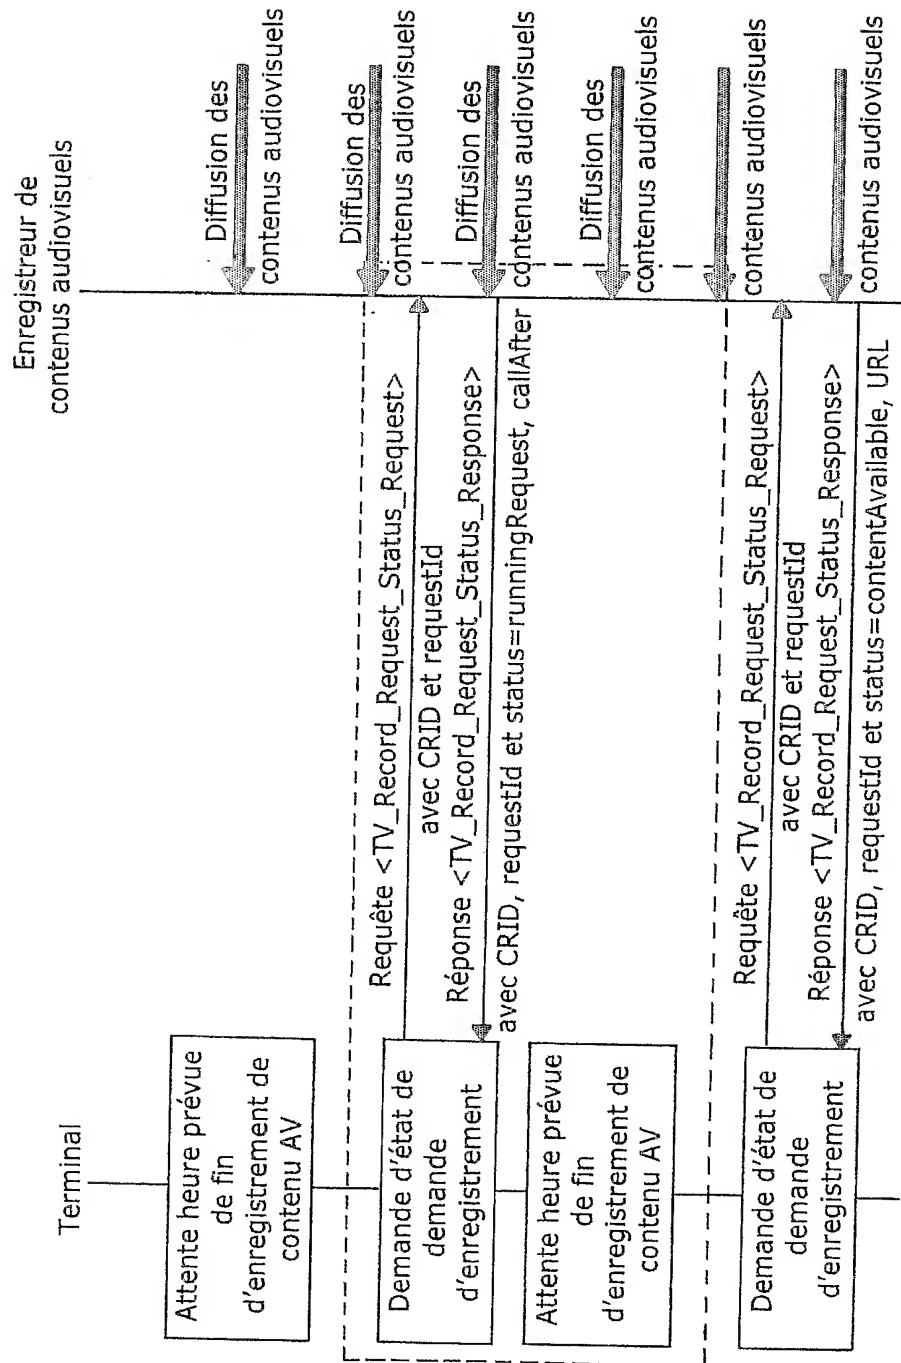 Terminal
Enregistreur de
contenus audiovisuels
Attente heure prévue
de fin
d'enregistrement de
contenu AV
Diffusion des
contenus audiovisuels
Demande d'état de
demande
d'enregistrement
Requête <TV_Record_Request_Status_Request>
avec CRID et requestId
Réponse <TV_Record_Request_Status_Response>
avec CRID, requestId et status=runningRequest, callAfter
Diffusion des
contenus audiovisuels
Diffusion des
contenus audiovisuels
Attente heure prévue
de fin
d'enregistrement de
contenu AV
Diffusion des
contenus audiovisuels
Demande d'état de
demande
d'enregistrement
Requête <TV_Record_Request_Status_Request>
avec CRID et requestId
Réponse <TV_Record_Request_Status_Response>
avec CRID, requestId et status=contentAvailable, URL
contenus audiovisuels
contenus audiovisuels